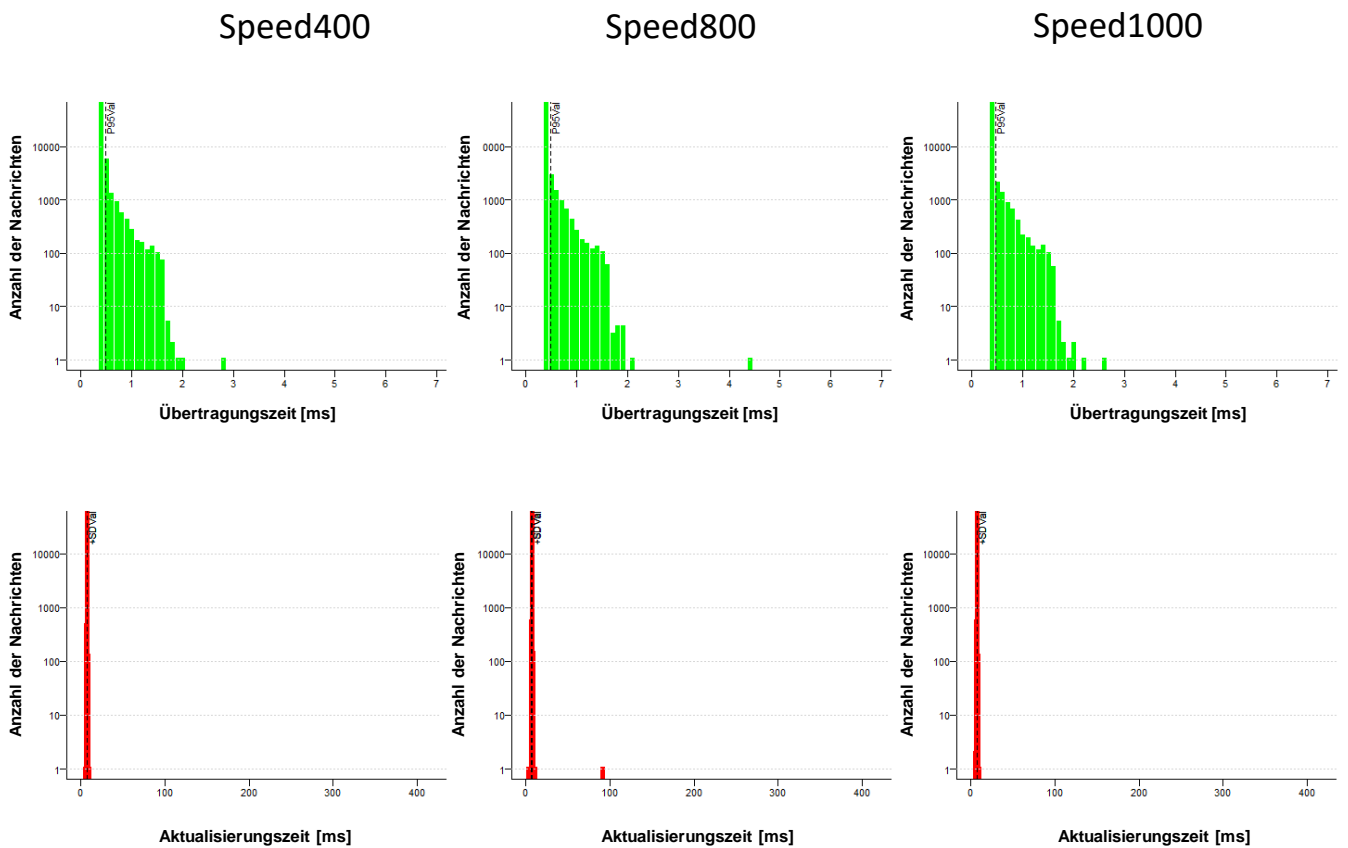 Speed400 Speed800 Speed1000
Anzahl der Nachrichten
10000
1000
100
10
1
P95Val
0 1 2 3 4 5 6 7
Übertragungszeit [ms]
Anzahl der Nachrichten
0000
1000
100
10
1
P95Val
0 1 2 3 4 5 6 7
Übertragungszeit [ms]
Anzahl der Nachrichten
10000
1000
100
10
1
P95Val
0 1 2 3 4 5 6 7
Übertragungszeit [ms]
Anzahl der Nachrichten
10000
1000
100
10
1
+SDVal
0 100 200 300 400
Aktualisierungszeit [ms]
Anzahl der Nachrichten
10000
1000
100
10
1
0 100 200 300 400
Aktualisierungszeit [ms]
Anzahl der Nachrichten
10000
1000
100
10
1
+SDVal
0 100 200 300 400
Aktualisierungszeit [ms]